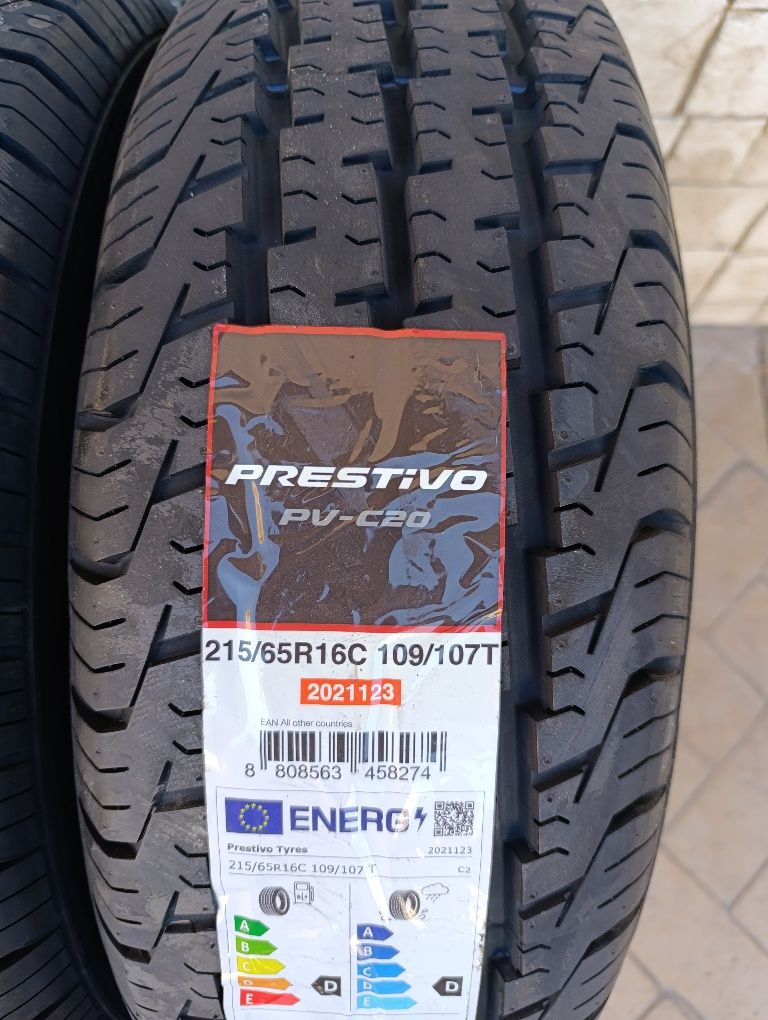 PRESTIVO
PV-C20
215/65R16C 109/107T
2021123
EAN All other countries
8 808563 458274
ENERG
Prestivo Tyres 2021123
215/65R16C 109/107 T C2
A A
B B
C C
D D D D
E E